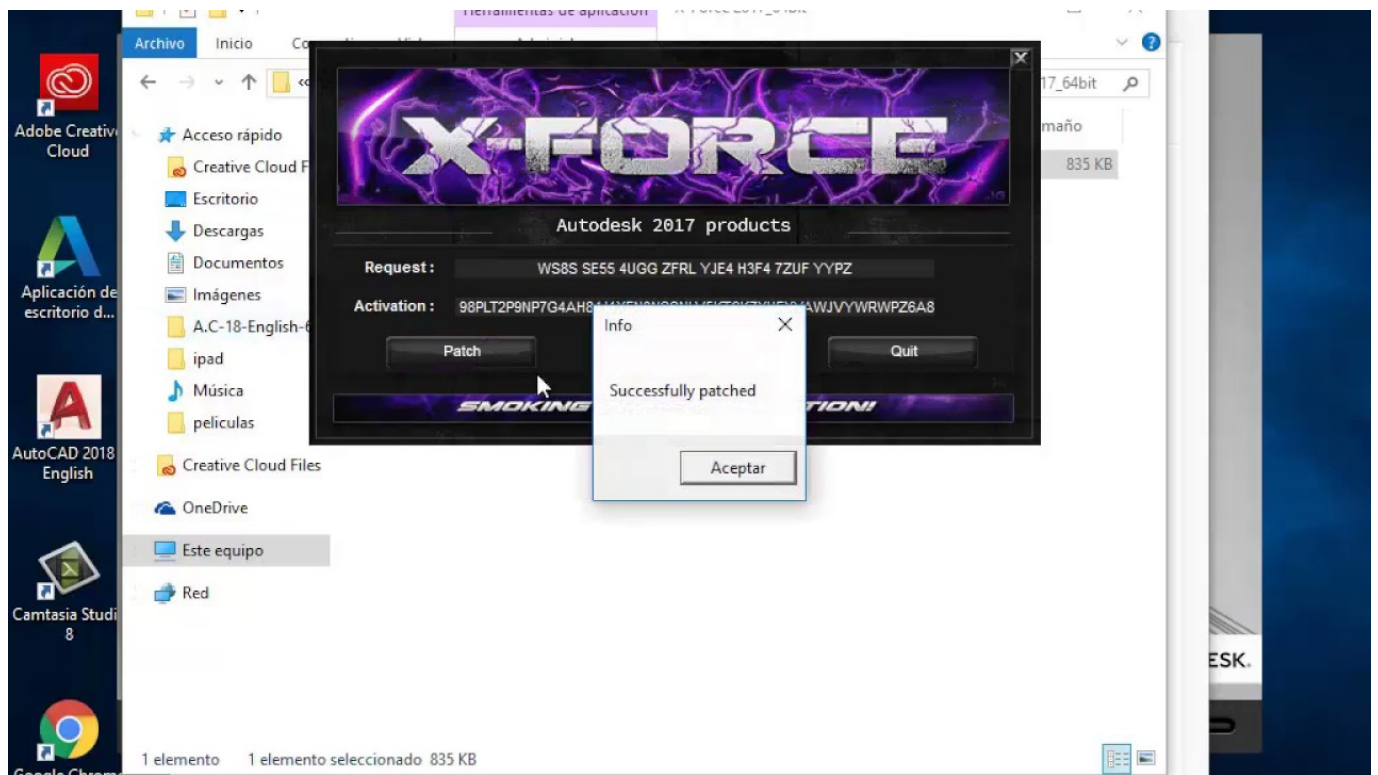 Archivo
Inicio
17_64bit
Adobe Creativ
Cloud
Acceso rápido
Creative Cloud F
Escritorio
Descargas
Documentos
Imágenes
A.C-18-English-6
ipad
Música
peliculas
Creative Cloud Files
OneDrive
Este equipo
Red
Aplicación de
escritorio d...
AutoCAD 2018
English
Camtasia Studi
8
maño
835 KB
X-FORCE
Autodesk 2017 products
Request : WS8S SE55 4UGG ZFRL YJE4 H3F4 7ZUF YYPZ
Activation :
Patch
Quit
SMOKING
Info
Successfully patched
Aceptar
ESK.
1 elemento 1 elemento seleccionado 835 KB